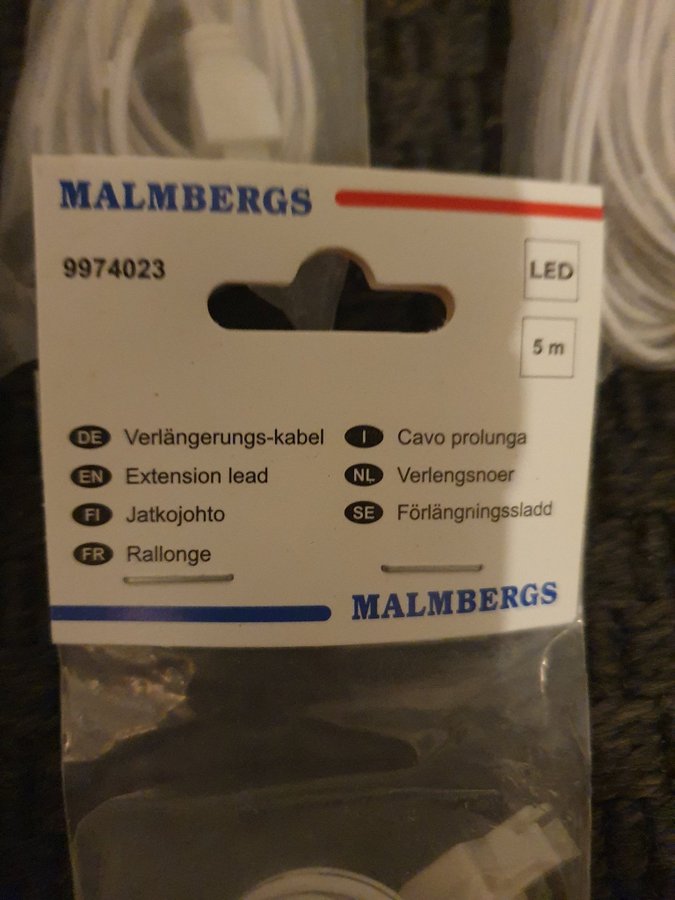 MALMBERGS
9974023
LED
5 m
DE Verlängerungs-kabel
EN Extension lead
FI Jatkojohto
FR Rallonge
I Cavo prolunga
NL Verlengsnoer
SE Förlängningssladd
MALMBERGS